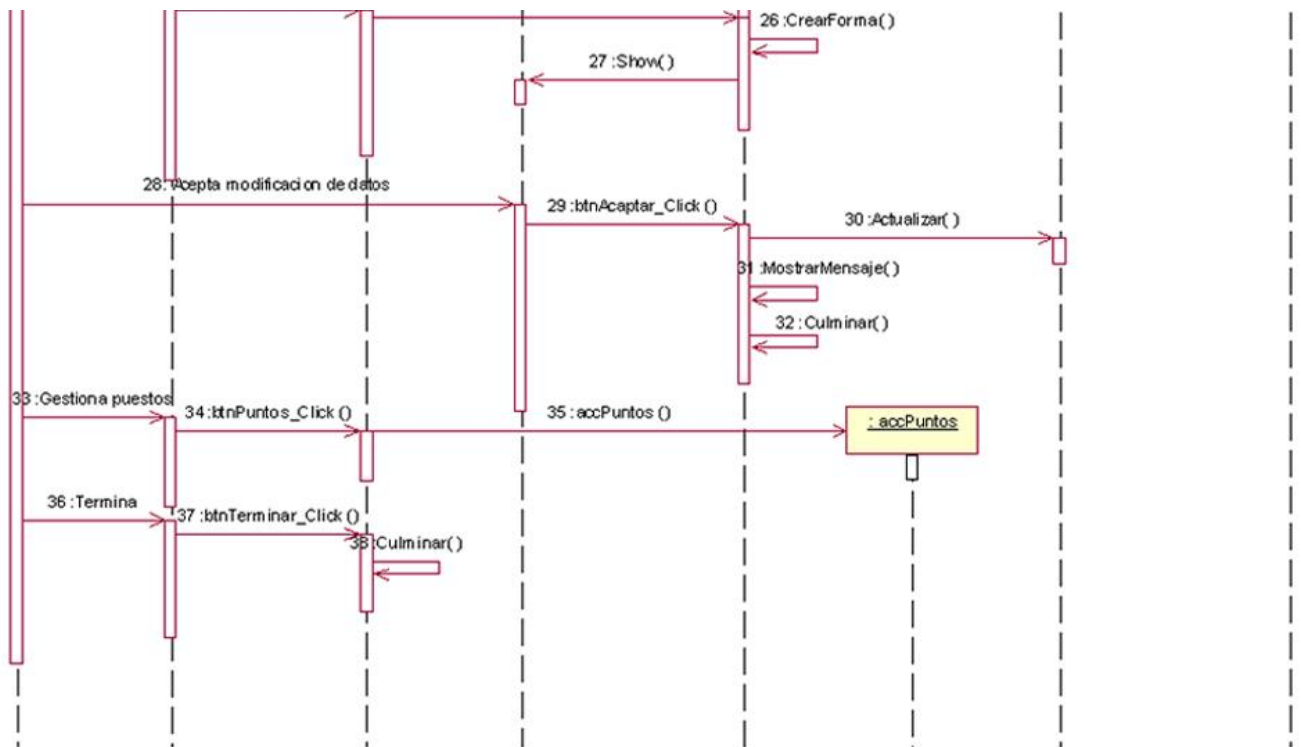 26 :CrearForma( )
27 :Show( )
28: Acepta modificacion de datos
29 :btnAcaptar_Click ( )
30 :Actualizar( )
31 :MostrarMensaje( )
32 : Culminar( )
33 :Gestiona puestos
34 :btnPuntos_Click ( )
35 : accPuntos ( )
: accPuntos
36 :Termina
37 :btnTerminar_Click ( )
38 :Culminar( )